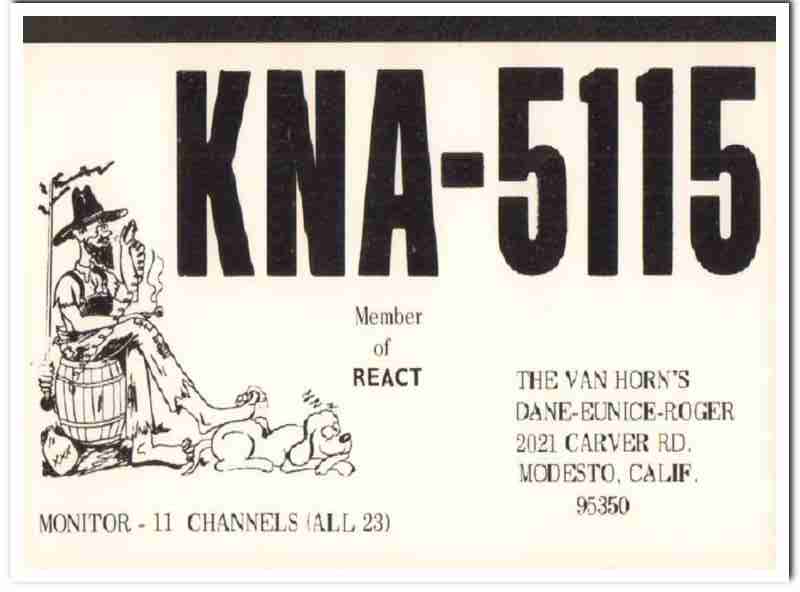 KNA-5115
Member
of
REACT
THE VAN HORN'S
DANE-EUNICE-ROGER
2021 CARVER RD.
MODESTO, CALIF.
95350
XXX
MONITOR - 11 CHANNELS (ALL 23)